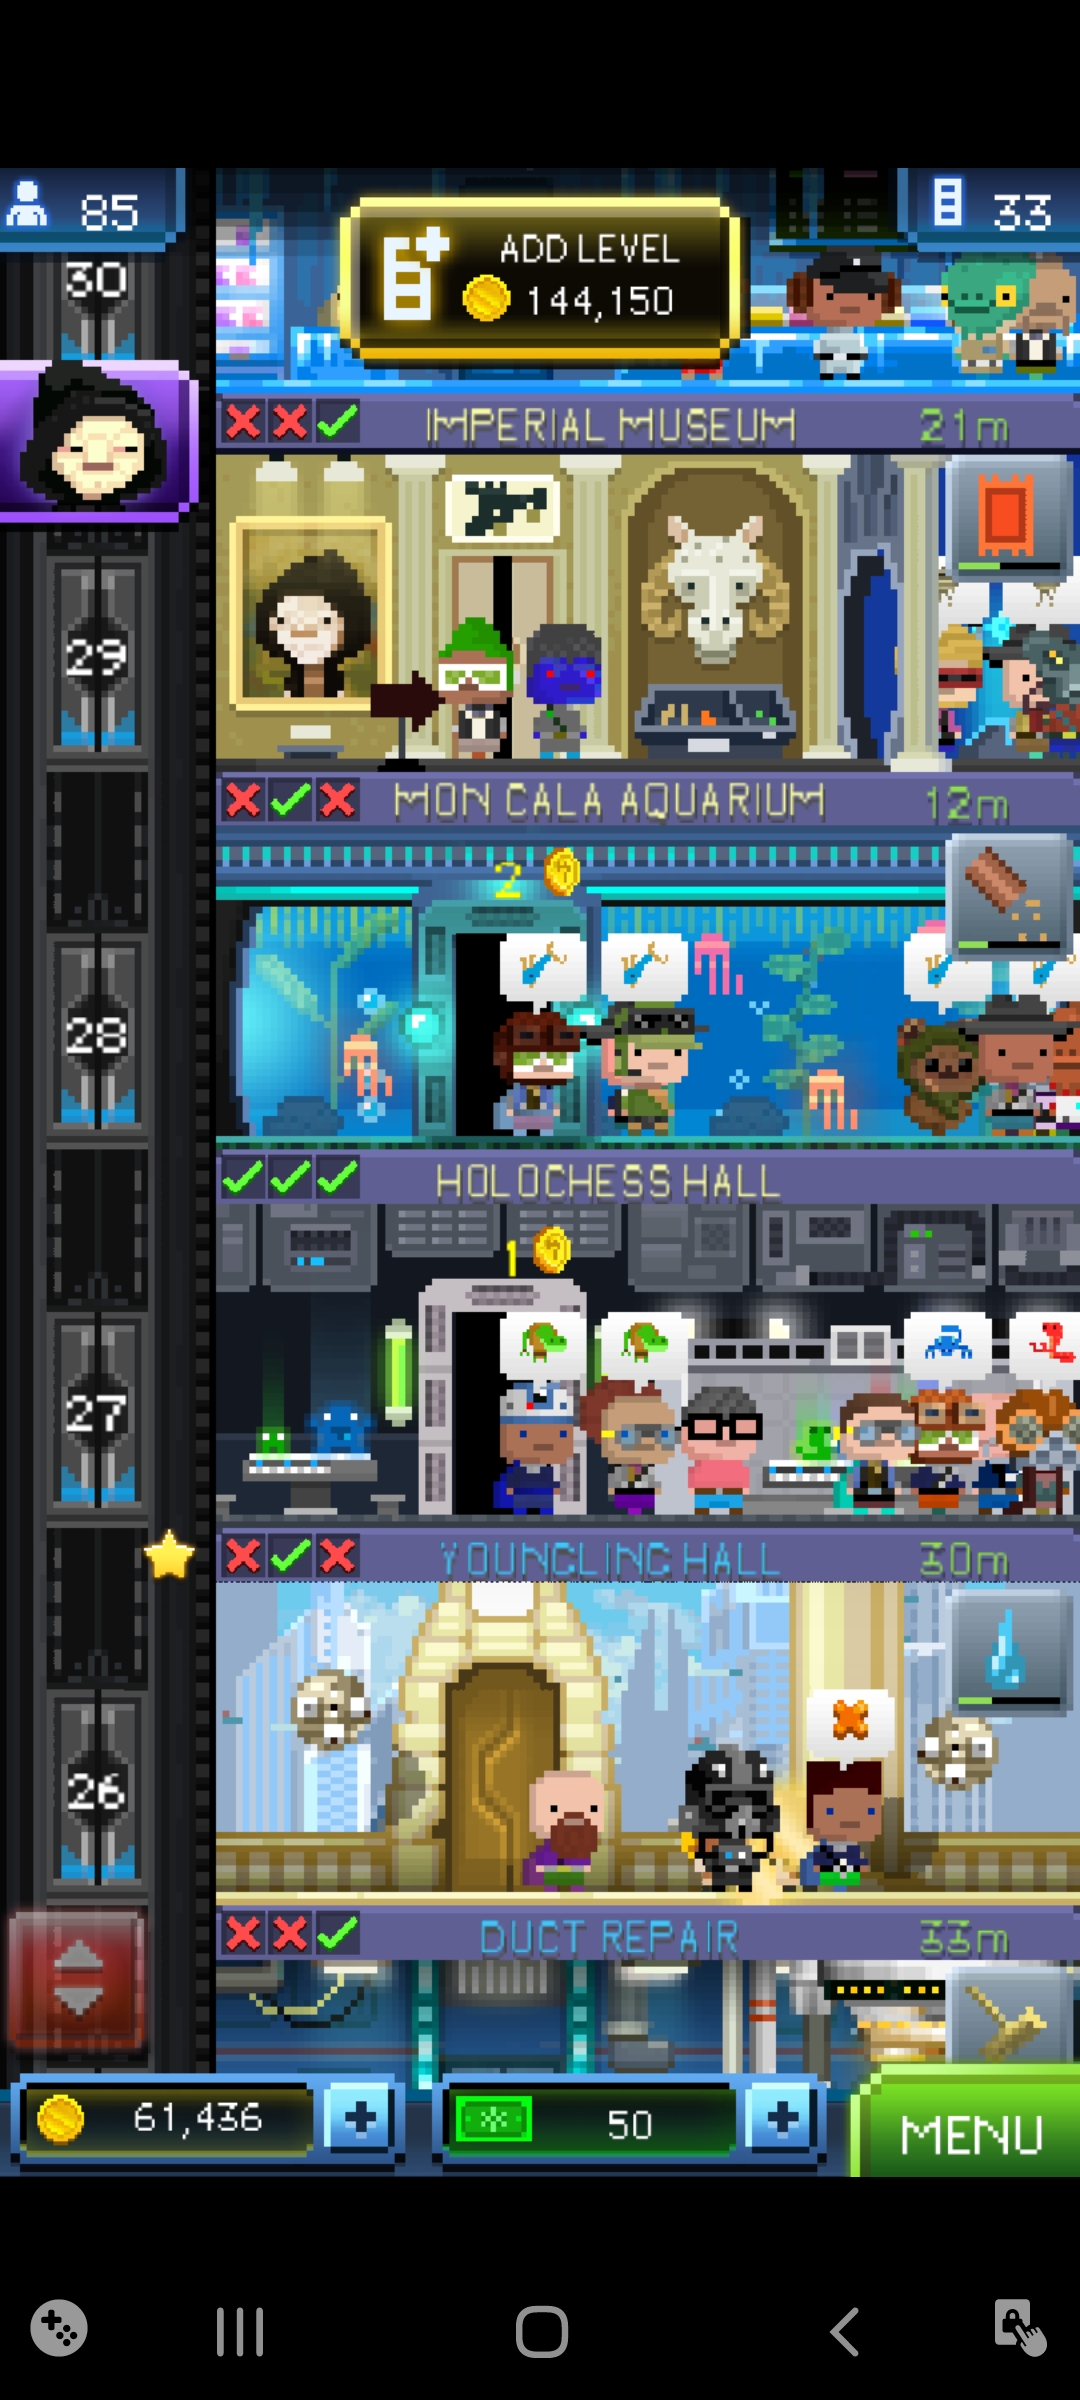 85
33
30
ADD LEVEL
144,150
IMPERIAL MUSEUM 21m
29
MON CALA AQUARIUM 12m
2
28
HOLOCHESS HALL
1
27
YOUNGLING HALL 30m
26
DUCT REPAIR 33m
61,436
50
MENU